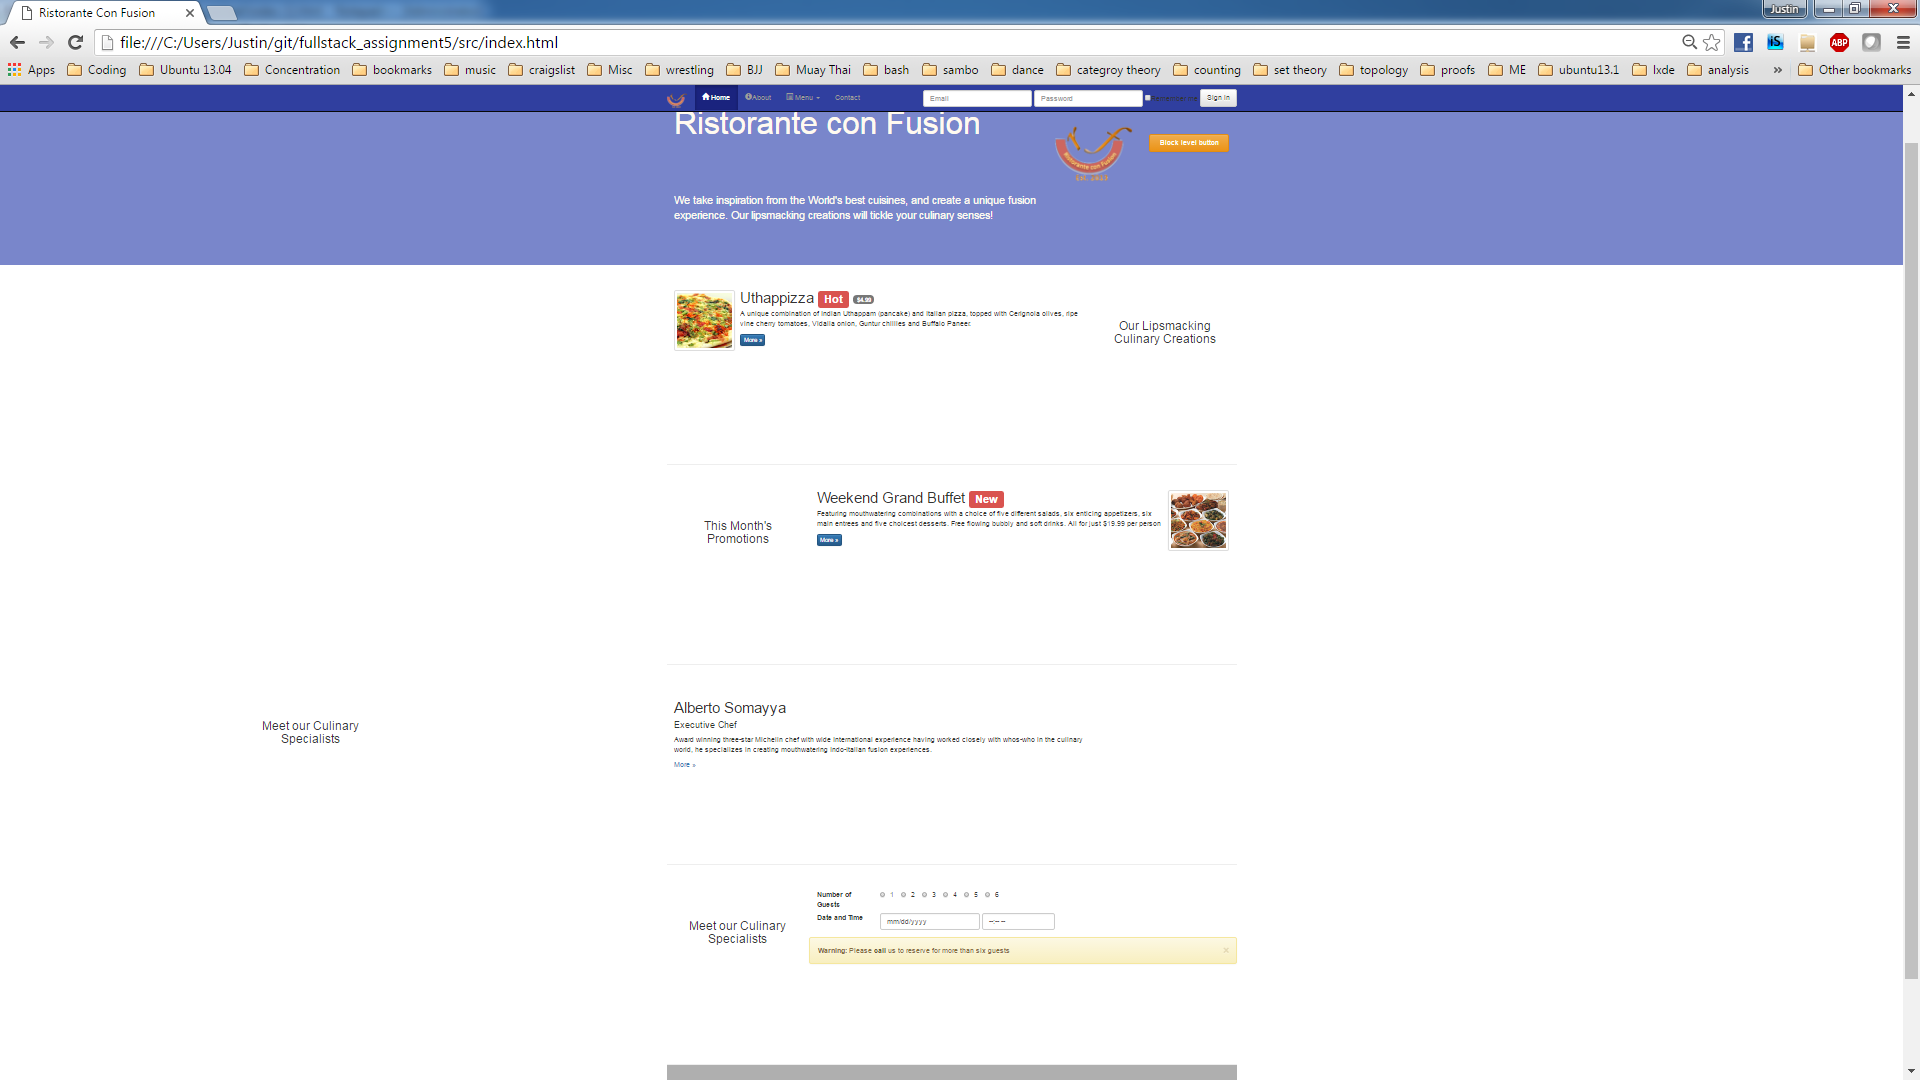 Ristorante Con Fusion
Justin
file:///C:/Users/Justin/git/fullstack_assignment5/src/index.html
ABP
Apps Coding Ubuntu 13.04 Concentration bookmarks music craigslist Misc wrestling BJJ Muay Thai bash sambo dance categroy theory counting set theory topology proofs ME ubuntu13.1 lxde analysis » Other bookmarks
Home About Menu Contact Email Password Sign in
Ristorante con Fusion
Ristorante con Fusion
Block level button
We take inspiration from the World's best cuisines, and create a unique fusion
experience. Our lipsmacking creations will tickle your culinary senses!
Uthappizza Hot $4.99
A unique combination of Indian Uthappam (pancake) and Italian pizza, topped with Cerignola olives, ripe
vine cherry tomatoes, Vidalia onion, Guntur chillies and Buffalo Paneer.
More »
Our Lipsmacking
Culinary Creations
This Month's
Promotions
Weekend Grand Buffet New
Featuring mouthwatering combinations with a choice of five different salads, six enticing appetizers, six
main entrees and five choicest desserts. Free flowing bubbly and soft drinks. All for just $19.99 per person
More »
Meet our Culinary
Specialists
Alberto Somayya
Executive Chef
Award winning three-star Michelin chef with wide International experience having worked closely with whos-who in the culinary
world, he specializes in creating mouthwatering Indo-Italian fusion experiences.
More »
Meet our Culinary
Specialists
Number of
Guests
1 2 3 4 5 6
Date and Time
mm/dd/yyyy --:-- --
Warning: Please call us to reserve for more than six guests ×